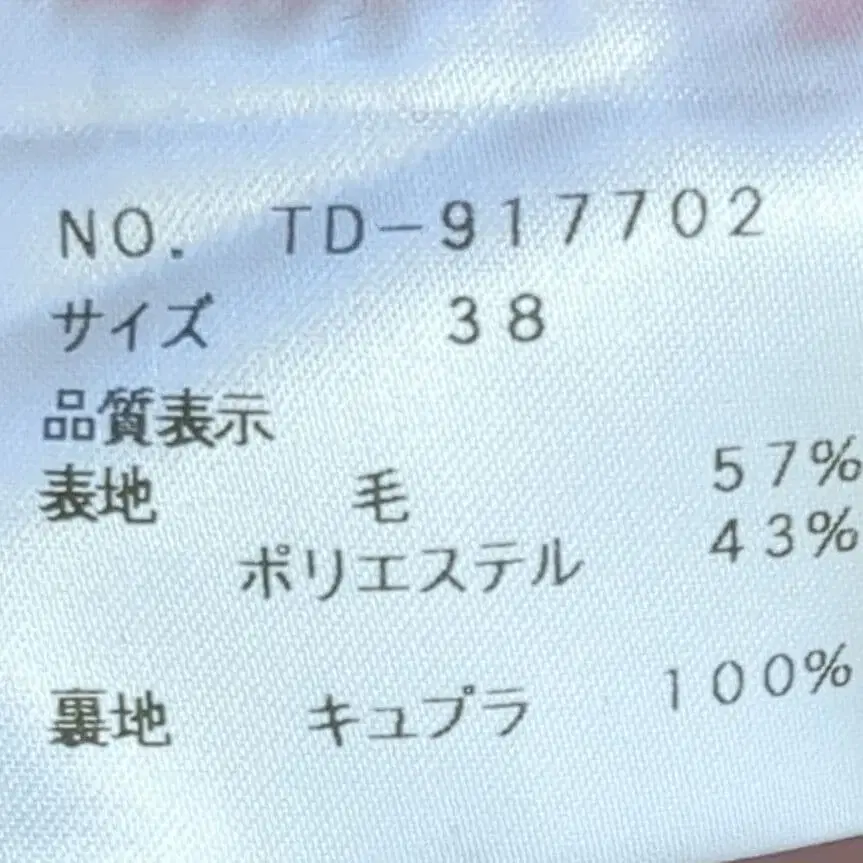 NO. TD-917702
サイズ 38
品質表示
表地 毛 57%
ポリエステル 43%
裏地 キュプラ 100%